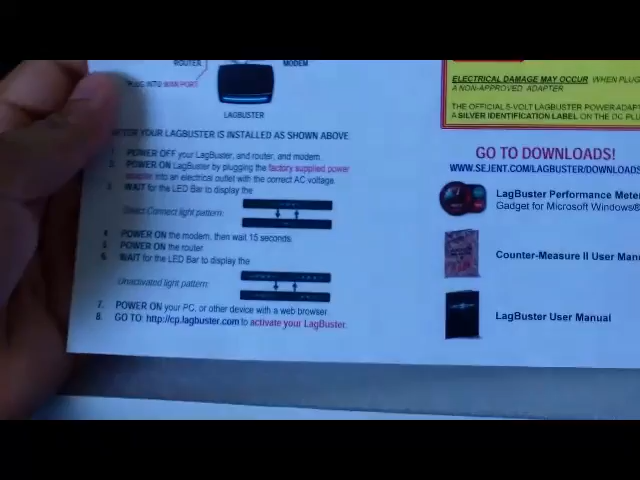 ROUTER
MODEM
PLUG INTO WAN PORT
LAGBUSTER
AFTER YOUR LAGBUSTER IS INSTALLED AS SHOWN ABOVE
1. POWER OFF your LagBuster, and router, and modem.
2. POWER ON LagBuster by plugging the factory supplied power
adapter into an electrical outlet with the correct AC voltage.
3. WAIT for the LED Bar to display the
Select Connect light pattern:
4. POWER ON the modem, then wait 15 seconds.
5. POWER ON the router
6. WAIT for the LED Bar to display the
Unactivated light pattern:
7. POWER ON your PC, or other device with a web browser.
8. GO TO: http://cp.lagbuster.com to activate your LagBuster.
ELECTRICAL DAMAGE MAY OCCUR WHEN PLUG
A NON-APPROVED ADAPTER
THE OFFICIAL 5-VOLT LAGBUSTER POWER ADAP
A SILVER IDENTIFICATION LABEL ON THE DC PLU
GO TO DOWNLOADS!
WWW.SEJENT.COM/LAGBUSTER/DOWNLOADS
LagBuster Performance Meter
Gadget for Microsoft Windows®
Counter-Measure II User Man
LagBuster User Manual